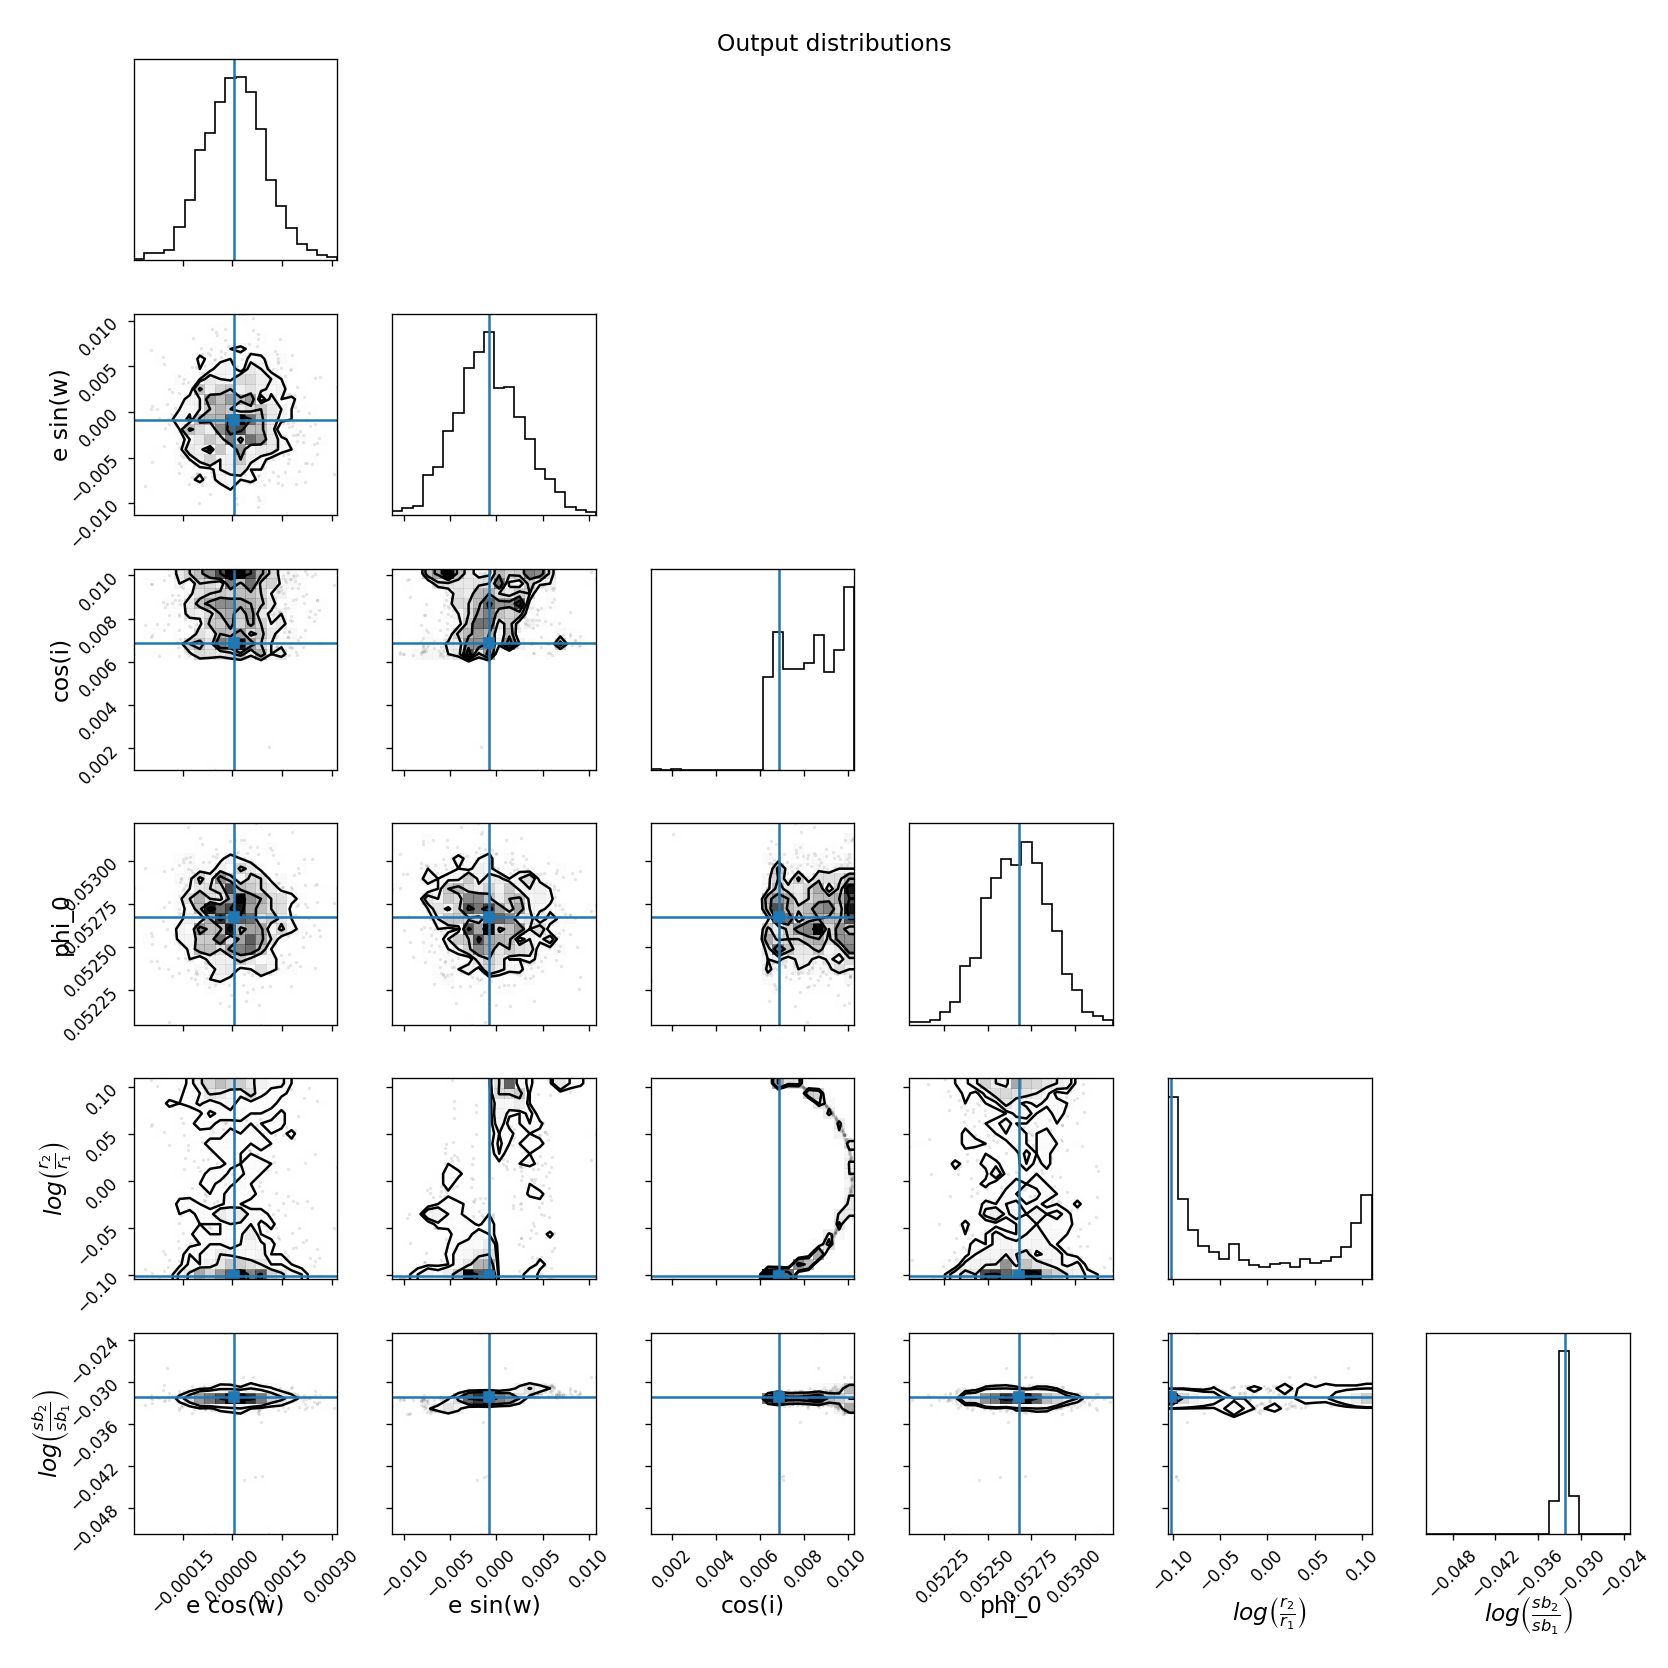 Output distributions
e sin(w)
0.010
0.005
0.000
−0.005
−0.010
cos(i)
0.010
0.008
0.006
0.004
0.002
phi_0
0.05300
0.05275
0.05250
0.05225
log(r2/r1)
0.10
0.05
0.00
−0.05
−0.10
log(sb2/sb1)
−0.024
−0.030
−0.036
−0.042
−0.048
−0.00015 0.00000 0.00015 0.00030
−0.010 −0.005 0.000 0.005 0.010
0.002 0.004 0.006 0.008 0.010
0.05225 0.05250 0.05275 0.05300
−0.10 −0.05 0.00 0.05 0.10
−0.048 −0.042 −0.036 −0.030 −0.024
e cos(w) e sin(w) cos(i) phi_0 log(r2/r1) log(sb2/sb1)